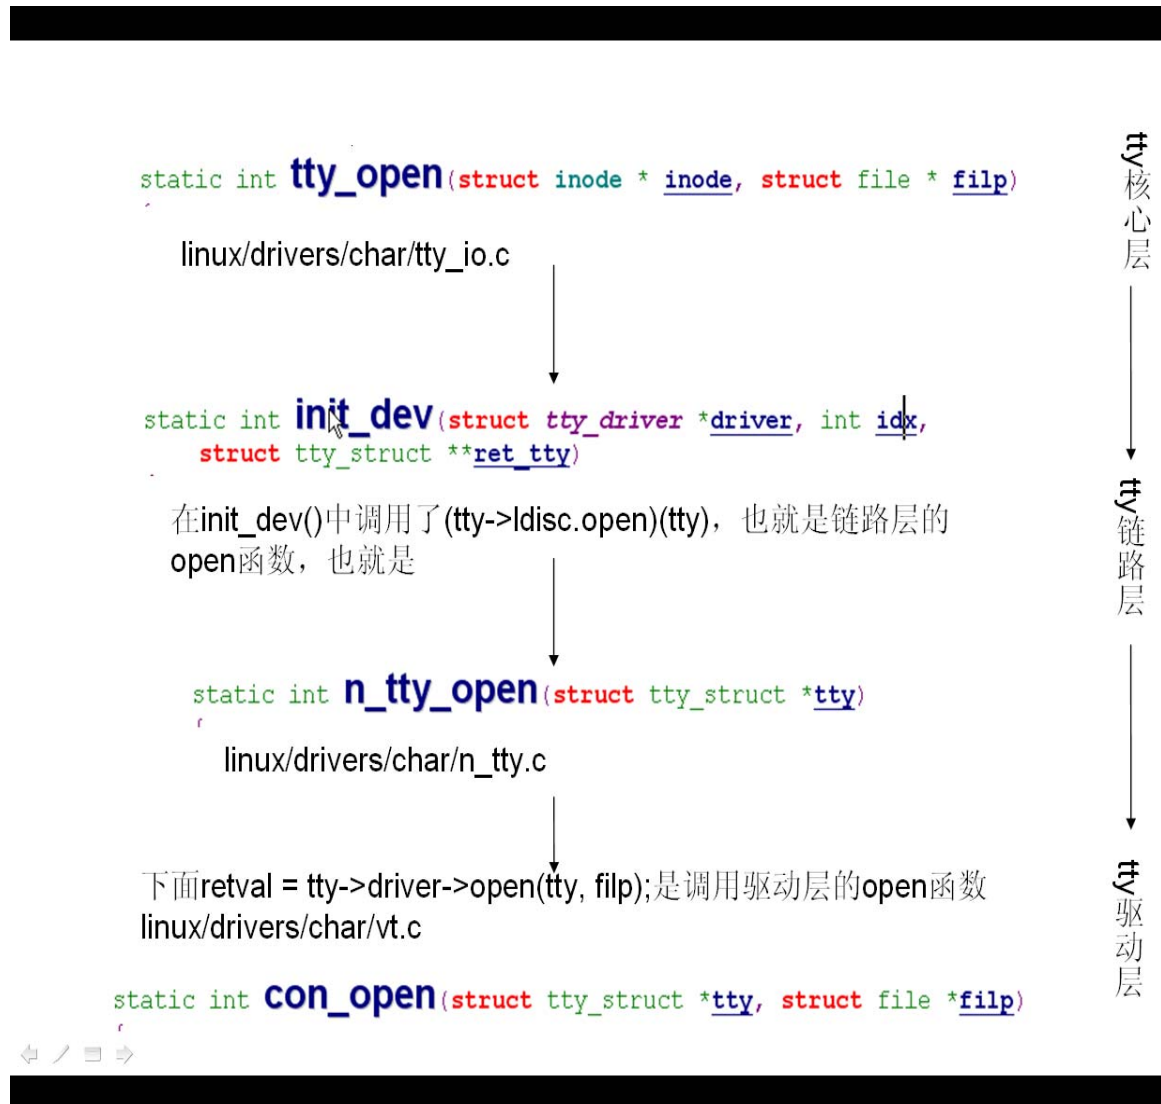 static int tty_open(struct inode * inode, struct file * filp)
linux/drivers/char/tty_io.c
static int init_dev(struct tty_driver *driver, int idx,
struct tty_struct **ret_tty)
在init_dev()中调用了(tty->ldisc.open)(tty)，也就是链路层的
open函数，也就是
static int n_tty_open(struct tty_struct *tty)
linux/drivers/char/n_tty.c
下面retval = tty->driver->open(tty, filp);是调用驱动层的open函数
linux/drivers/char/vt.c
static int con_open(struct tty_struct *tty, struct file *filp)
tty核心层
tty链路层
tty驱动层